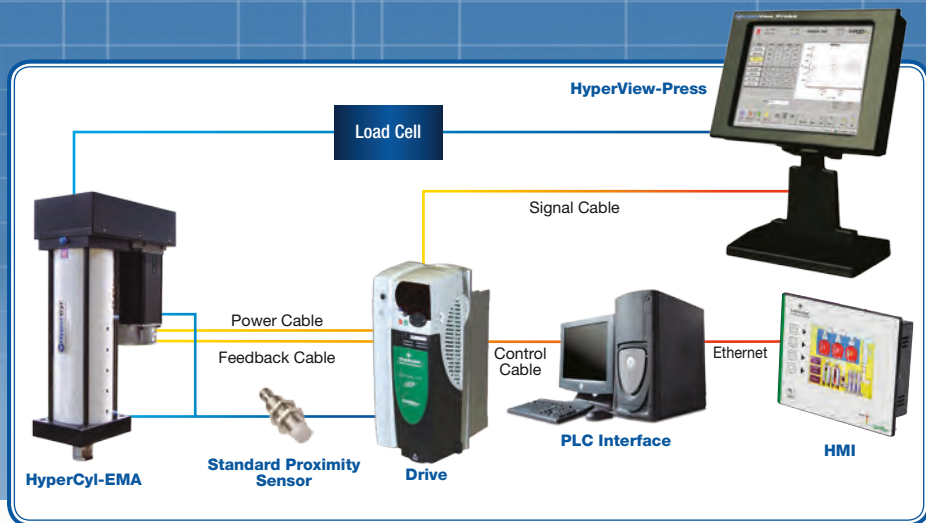 HyperView-Press
Load Cell
Signal Cable
Power Cable
Feedback Cable
Control
Cable
Ethernet
PLC Interface
HMI
Standard Proximity
Sensor
Drive
HyperCyl-EMA